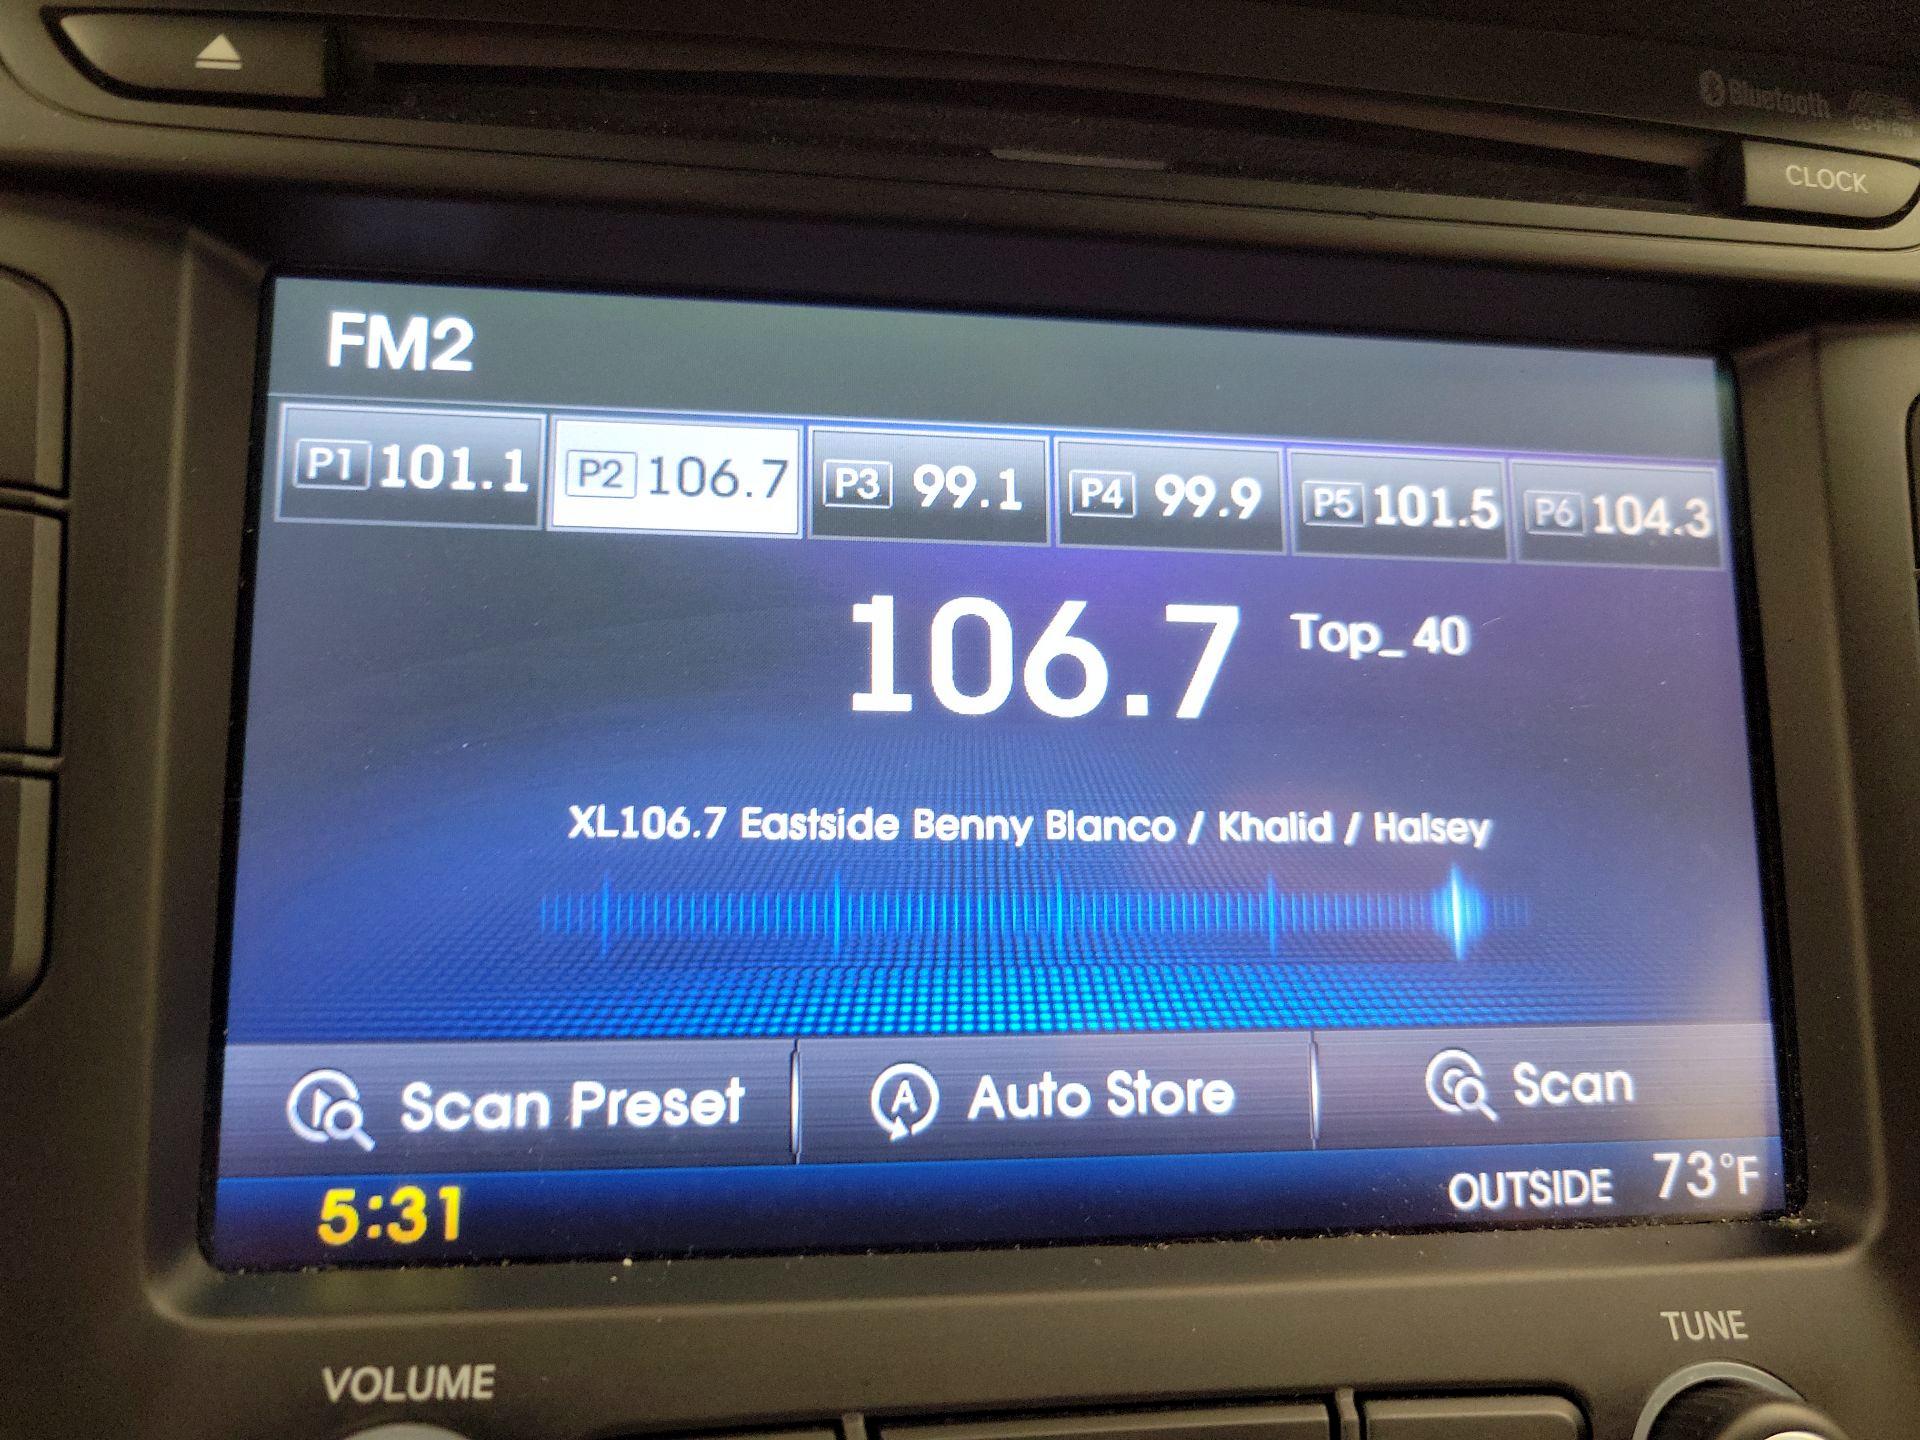 Bluetooth
CLOCK
FM2
P1 101.1 P2 106.7 P3 99.1 P4 99.9 P5 101.5 P6 104.3
106.7 Top_40
XL106.7 Eastside Benny Blanco / Khalid / Halsey
Scan Preset A Auto Store Scan
5:31 OUTSIDE 73°F
VOLUME TUNE